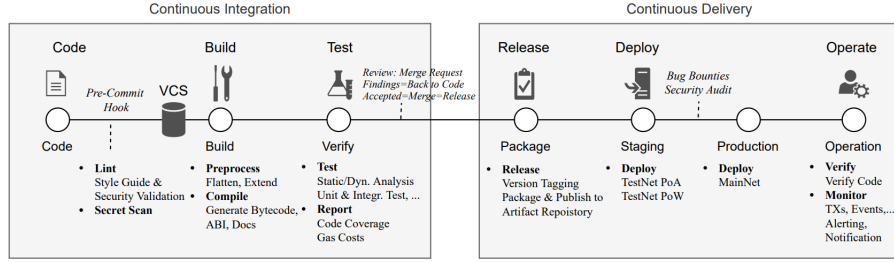 Continuous Integration
Continuous Delivery
Code
Build
Test
Release
Deploy
Operate
Pre-Commit
Hook
VCS
Review: Merge Request
Findings=Back to Code
Accepted=Merge=Release
Bug Bounties
Security Audit
Code
Build
Verify
Package
Staging
Production
Operation
• Lint
Style Guide &
Security Validation
• Secret Scan
• Preprocess
Flatten, Extend
• Compile
Generate Bytecode,
ABI, Docs
• Test
Static/Dyn. Analysis
Unit & Integr. Test, ...
• Report
Code Coverage
Gas Costs
• Release
Version Tagging
Package & Publish to
Artifact Repoistory
• Deploy
TestNet PoA
TestNet PoW
• Deploy
MainNet
• Verify
Verify Code
• Monitor
TXs, Events,...
Alerting,
Notification